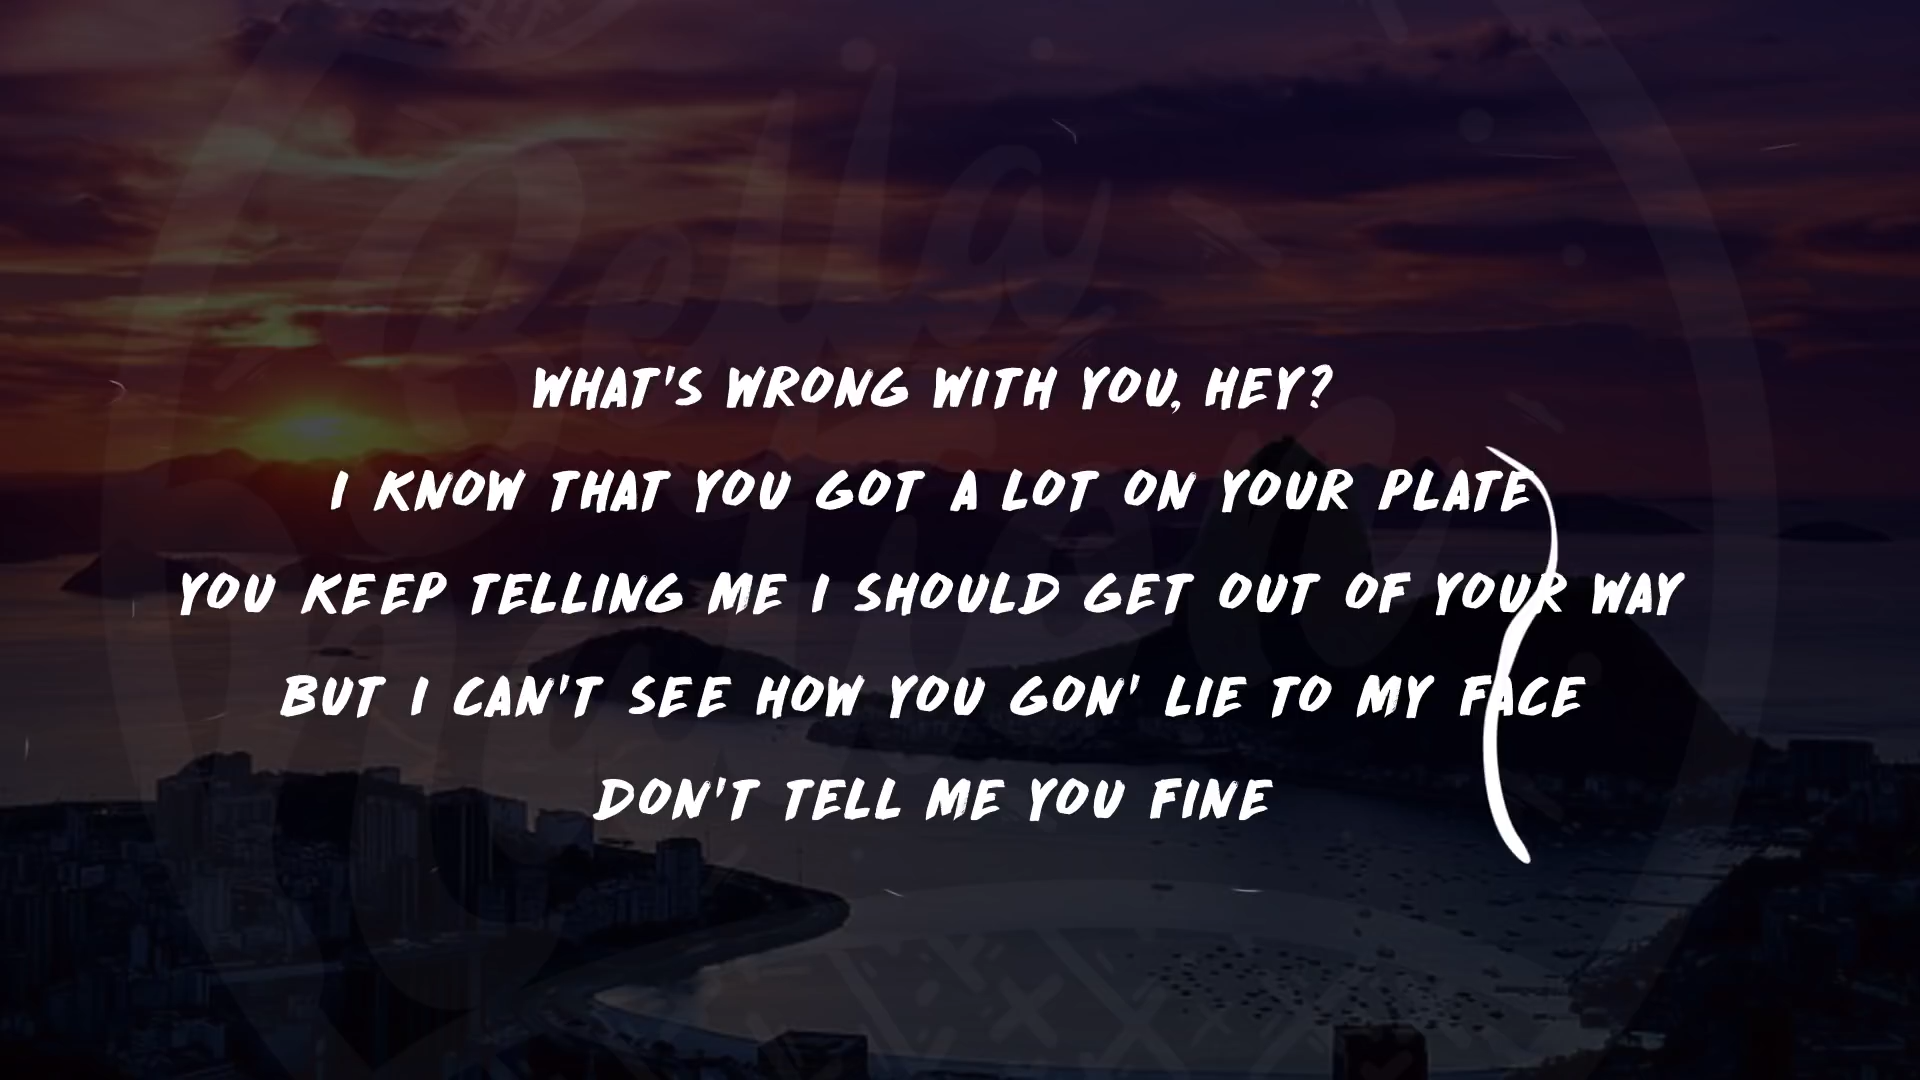 WHAT'S WRONG WITH YOU, HEY?
I KNOW THAT YOU GOT A LOT ON YOUR PLATE
YOU KEEP TELLING ME I SHOULD GET OUT OF YOUR WAY
BUT I CAN'T SEE HOW YOU GON' LIE TO MY FACE
DON'T TELL ME YOU FINE